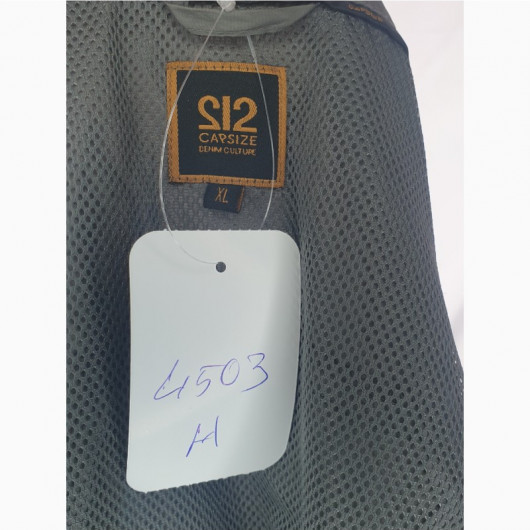 212
CAPSIZE
DENIM CULTURE
XL
4503